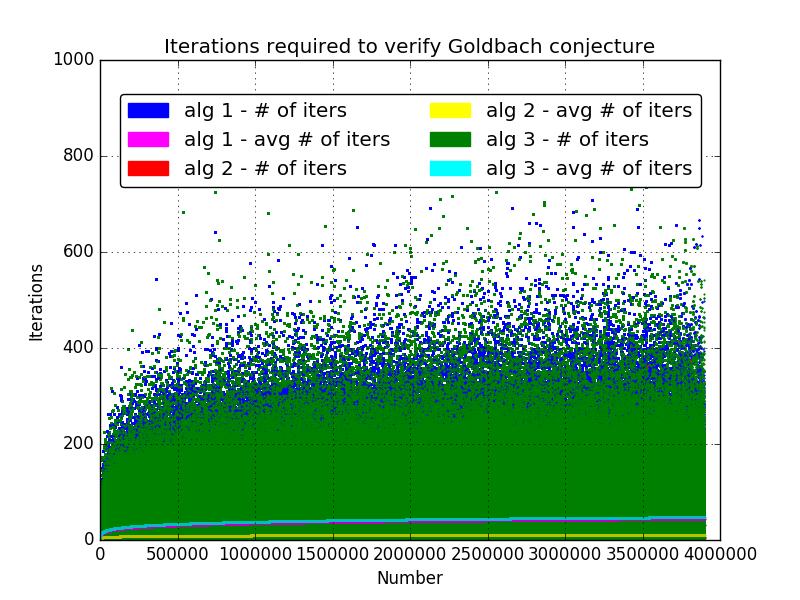 Iterations required to verify Goldbach conjecture
1000
800
600
400
200
0
Iterations
alg 1 - # of iters
alg 1 - avg # of iters
alg 2 - # of iters
alg 2 - avg # of iters
alg 3 - # of iters
alg 3 - avg # of iters
0 500000 1000000 1500000 2000000 2500000 3000000 3500000 4000000
Number